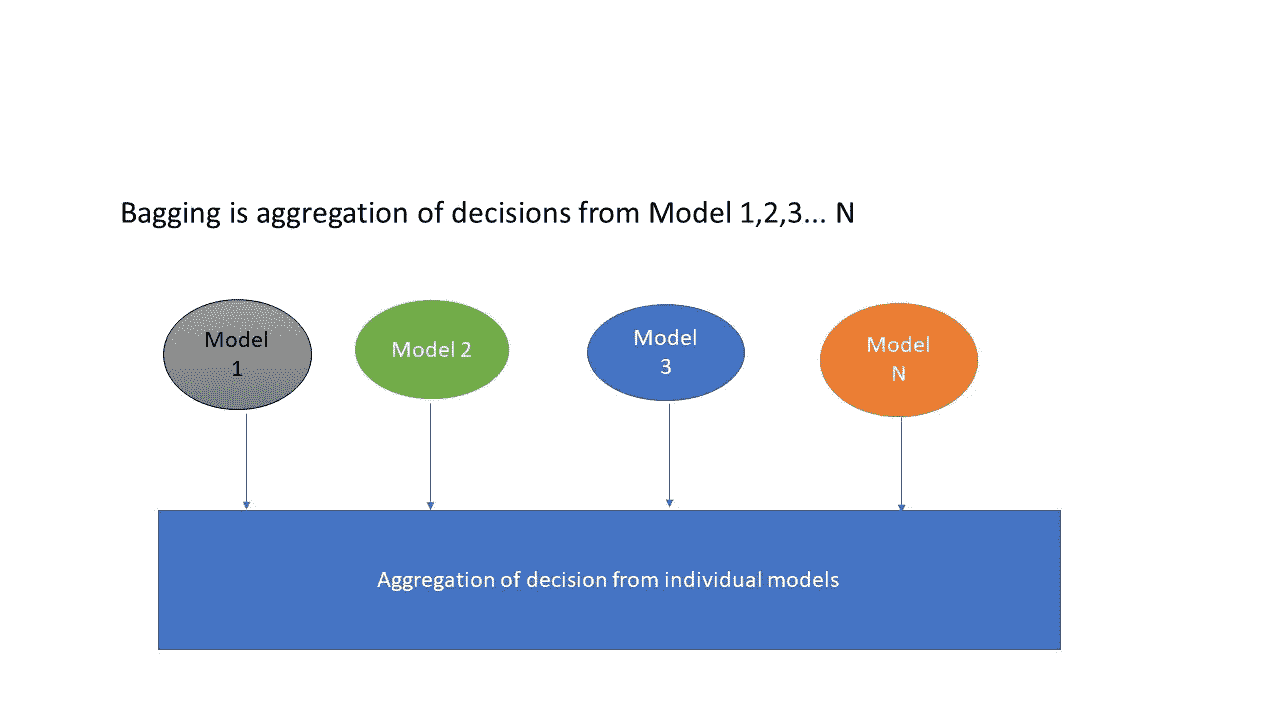 Bagging is aggregation of decisions from Model 1,2,3... N
Model
1
Model 2
Model
3
Model
N
Aggregation of decision from individual models